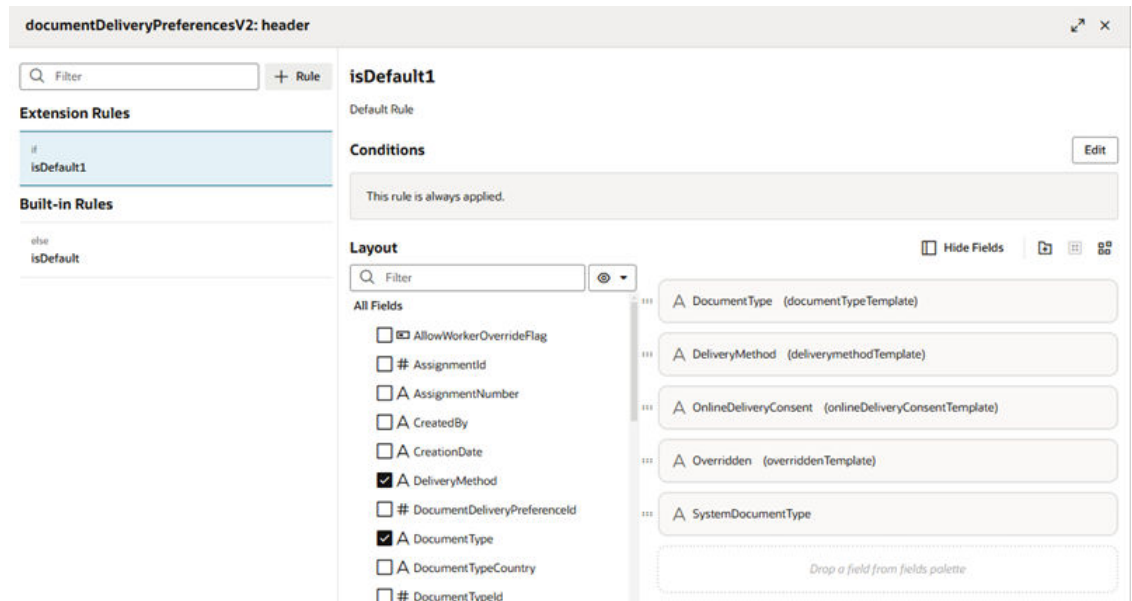 documentDeliveryPreferencesV2: header
Filter
+ Rule
Extension Rules
if
isDefault1
Built-in Rules
else
isDefault
isDefault1
Default Rule
Conditions
Edit
This rule is always applied.
Layout
Hide Fields
Filter
All Fields
AllowWorkerOverrideFlag
# AssignmentId
A AssignmentNumber
A CreatedBy
A CreationDate
A DeliveryMethod
# DocumentDeliveryPreferenceId
A DocumentType
A DocumentTypeCountry
# DocumentTypeId
A DocumentType (documentTypeTemplate)
A DeliveryMethod (deliverymethodTemplate)
A OnlineDeliveryConsent (onlineDeliveryConsentTemplate)
A Overridden (overriddenTemplate)
A SystemDocumentType
Drop a field from fields palette